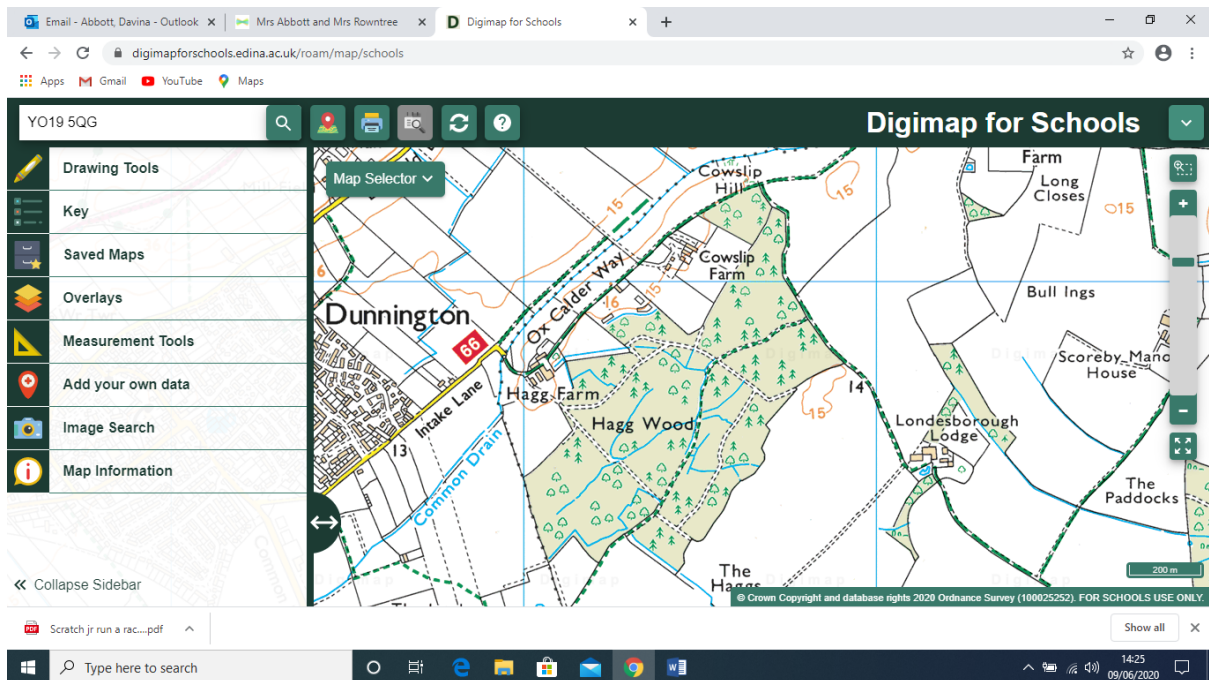 Email - Abbott, Davina - Outlook
Mrs Abbott and Mrs Rowntree
Digimap for Schools
digimapforschools.edina.ac.uk/roam/map/schools
Apps
Gmail
YouTube
Maps
YO19 5QG
Digimap for Schools
Drawing Tools
Key
Saved Maps
Overlays
Measurement Tools
Add your own data
Image Search
Map Information
Collapse Sidebar
Map Selector
Cowslip
Hill
15
15
Farm
Long
Closes
15
Cowslip
Farm
Ox Calder Way
15
16
Dunnington
66
Bull Ings
Scoreby Mano
House
Hagg Farm
Intake Lane
13
Hagg Wood
14
15
Londesborough
Lodge
Common Drain
The
Paddocks
The
Haggs
200 m
© Crown Copyright and database rights 2020 Ordnance Survey (100025252). FOR SCHOOLS USE ONLY.
Scratch jr run a rac....pdf
Show all
Type here to search
14:25
09/06/2020